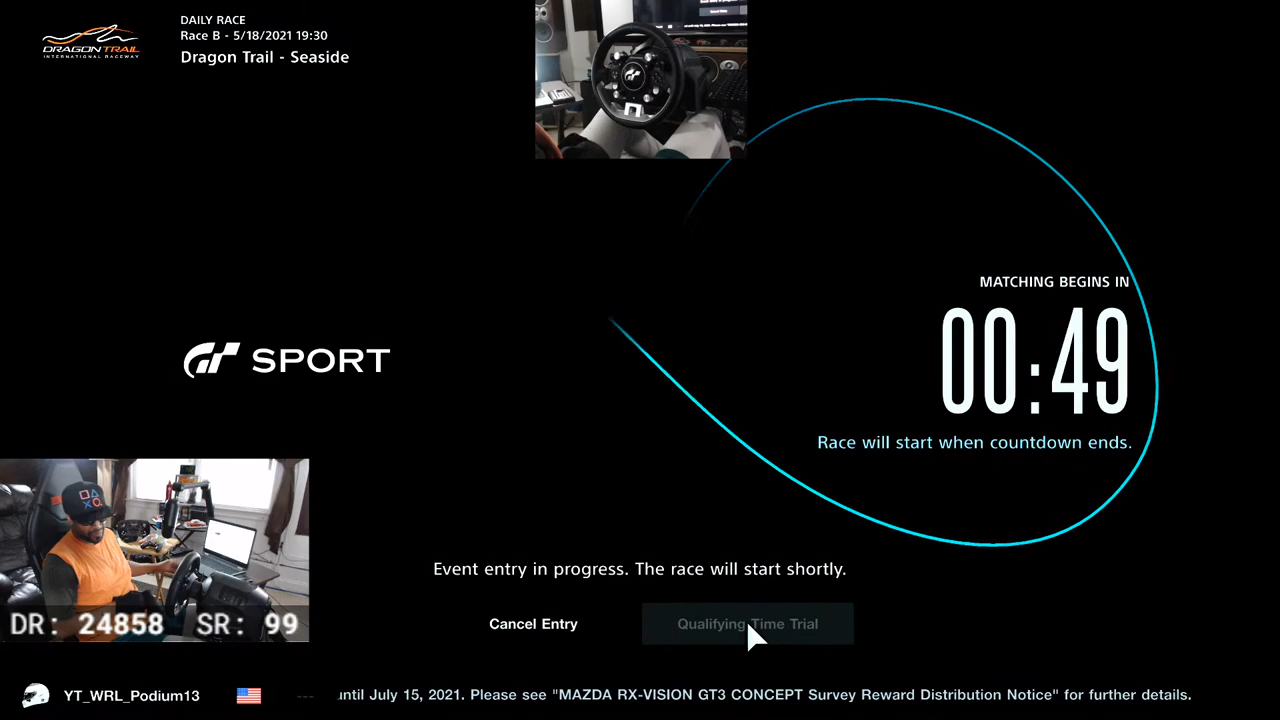 DRAGON TRAIL
INTERNATIONAL RACEWAY
DAILY RACE
Race B - 5/18/2021 19:30
Dragon Trail - Seaside
MATCHING BEGINS IN
00:49
Race will start when countdown ends.
GT SPORT
Event entry in progress. The race will start shortly.
Cancel Entry
Qualifying Time Trial
DR: 24858 SR: 99
YT_WRL_Podium13
--- until July 15, 2021. Please see "MAZDA RX-VISION GT3 CONCEPT Survey Reward Distribution Notice" for further details.